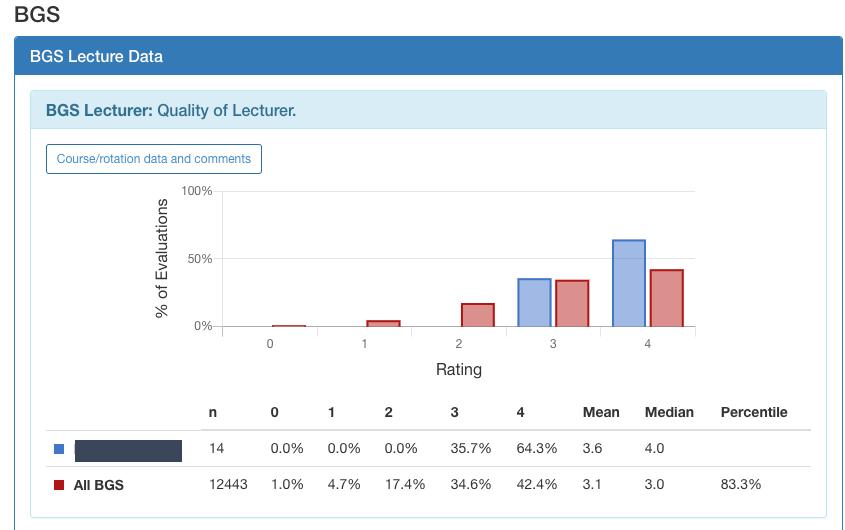 BGS
BGS Lecture Data
BGS Lecturer: Quality of Lecturer.
Course/rotation data and comments
100%
50%
0%
% of Evaluations
0 1 2 3 4
Rating
n 0 1 2 3 4 Mean Median Percentile
14 0.0% 0.0% 0.0% 35.7% 64.3% 3.6 4.0
All BGS 12443 1.0% 4.7% 17.4% 34.6% 42.4% 3.1 3.0 83.3%